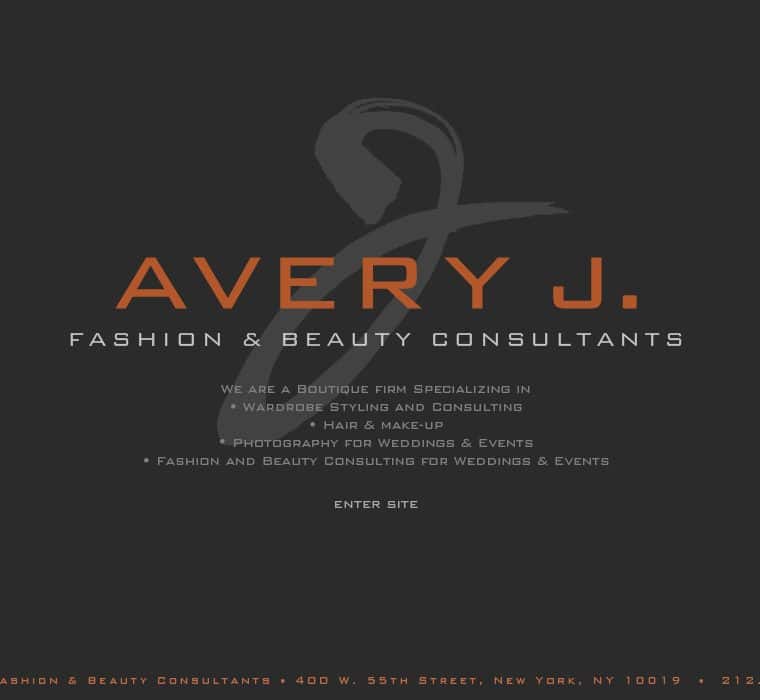 AVERY J.
FASHION & BEAUTY CONSULTANTS
We are a Boutique firm Specializing in
• Wardrobe Styling and Consulting
• Hair & make-up
• Photography for Weddings & Events
• Fashion and Beauty Consulting for Weddings & Events
ENTER SITE
ashion & Beauty Consultants • 400 W. 55th Street, New York, NY 10019 • 212.